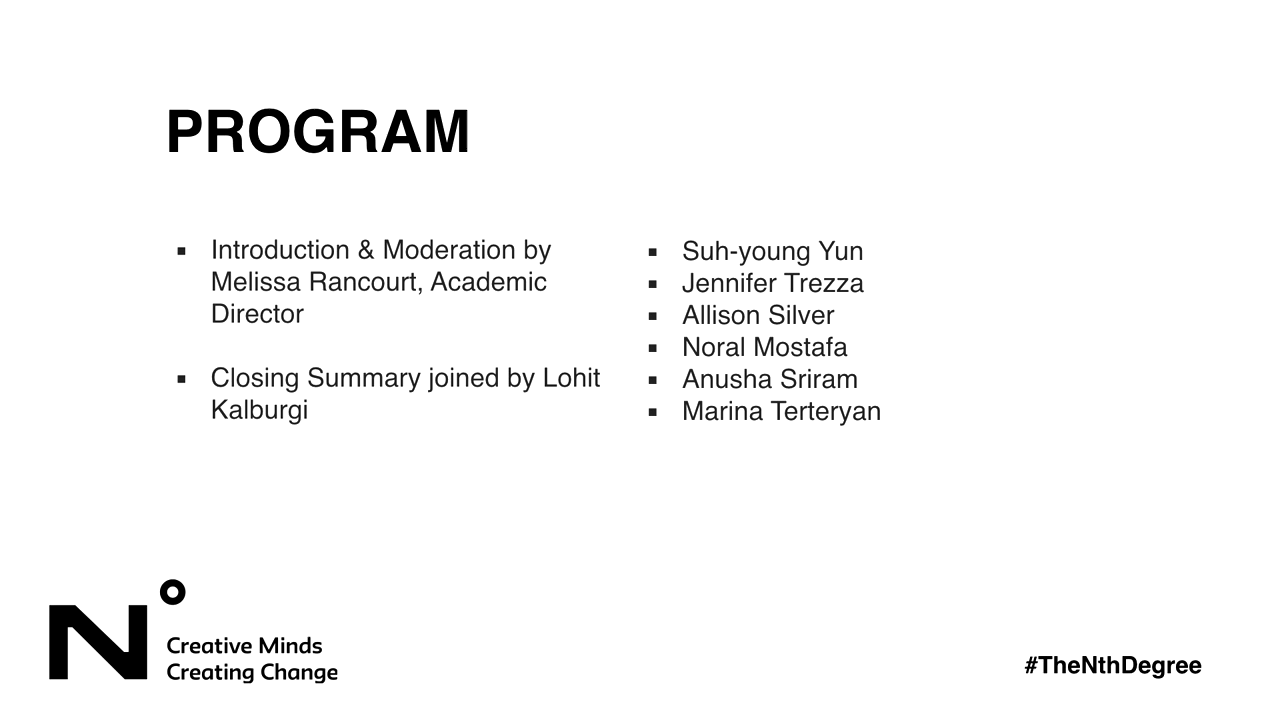 PROGRAM
▪ Introduction & Moderation by
Melissa Rancourt, Academic
Director
▪ Closing Summary joined by Lohit
Kalburgi
▪ Suh-young Yun
▪ Jennifer Trezza
▪ Allison Silver
▪ Noral Mostafa
▪ Anusha Sriram
▪ Marina Terteryan
N°
Creative Minds
Creating Change
#TheNthDegree